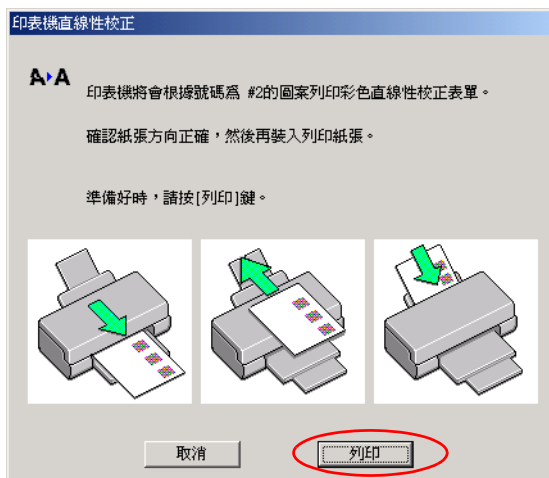 印表機直線性校正
A▸A
印表機將會根據號碼為 #2的圖案列印彩色直線性校正表單。
確認紙張方向正確，然後再裝入列印紙張。
準備好時，請按[列印]鍵。
取消
列印